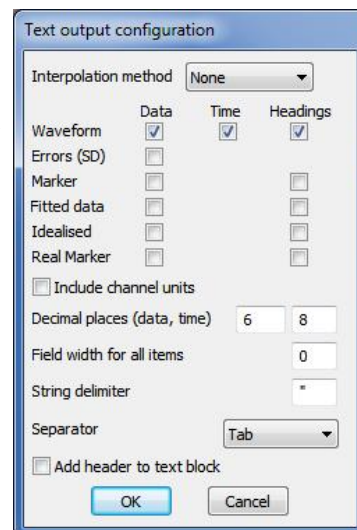 Text output configuration
Interpolation method None
Data Time Headings
Waveform
Errors (SD)
Marker
Fitted data
Idealised
Real Marker
Include channel units
Decimal places (data, time) 6 8
Field width for all items 0
String delimiter "
Separator Tab
Add header to text block
OK Cancel